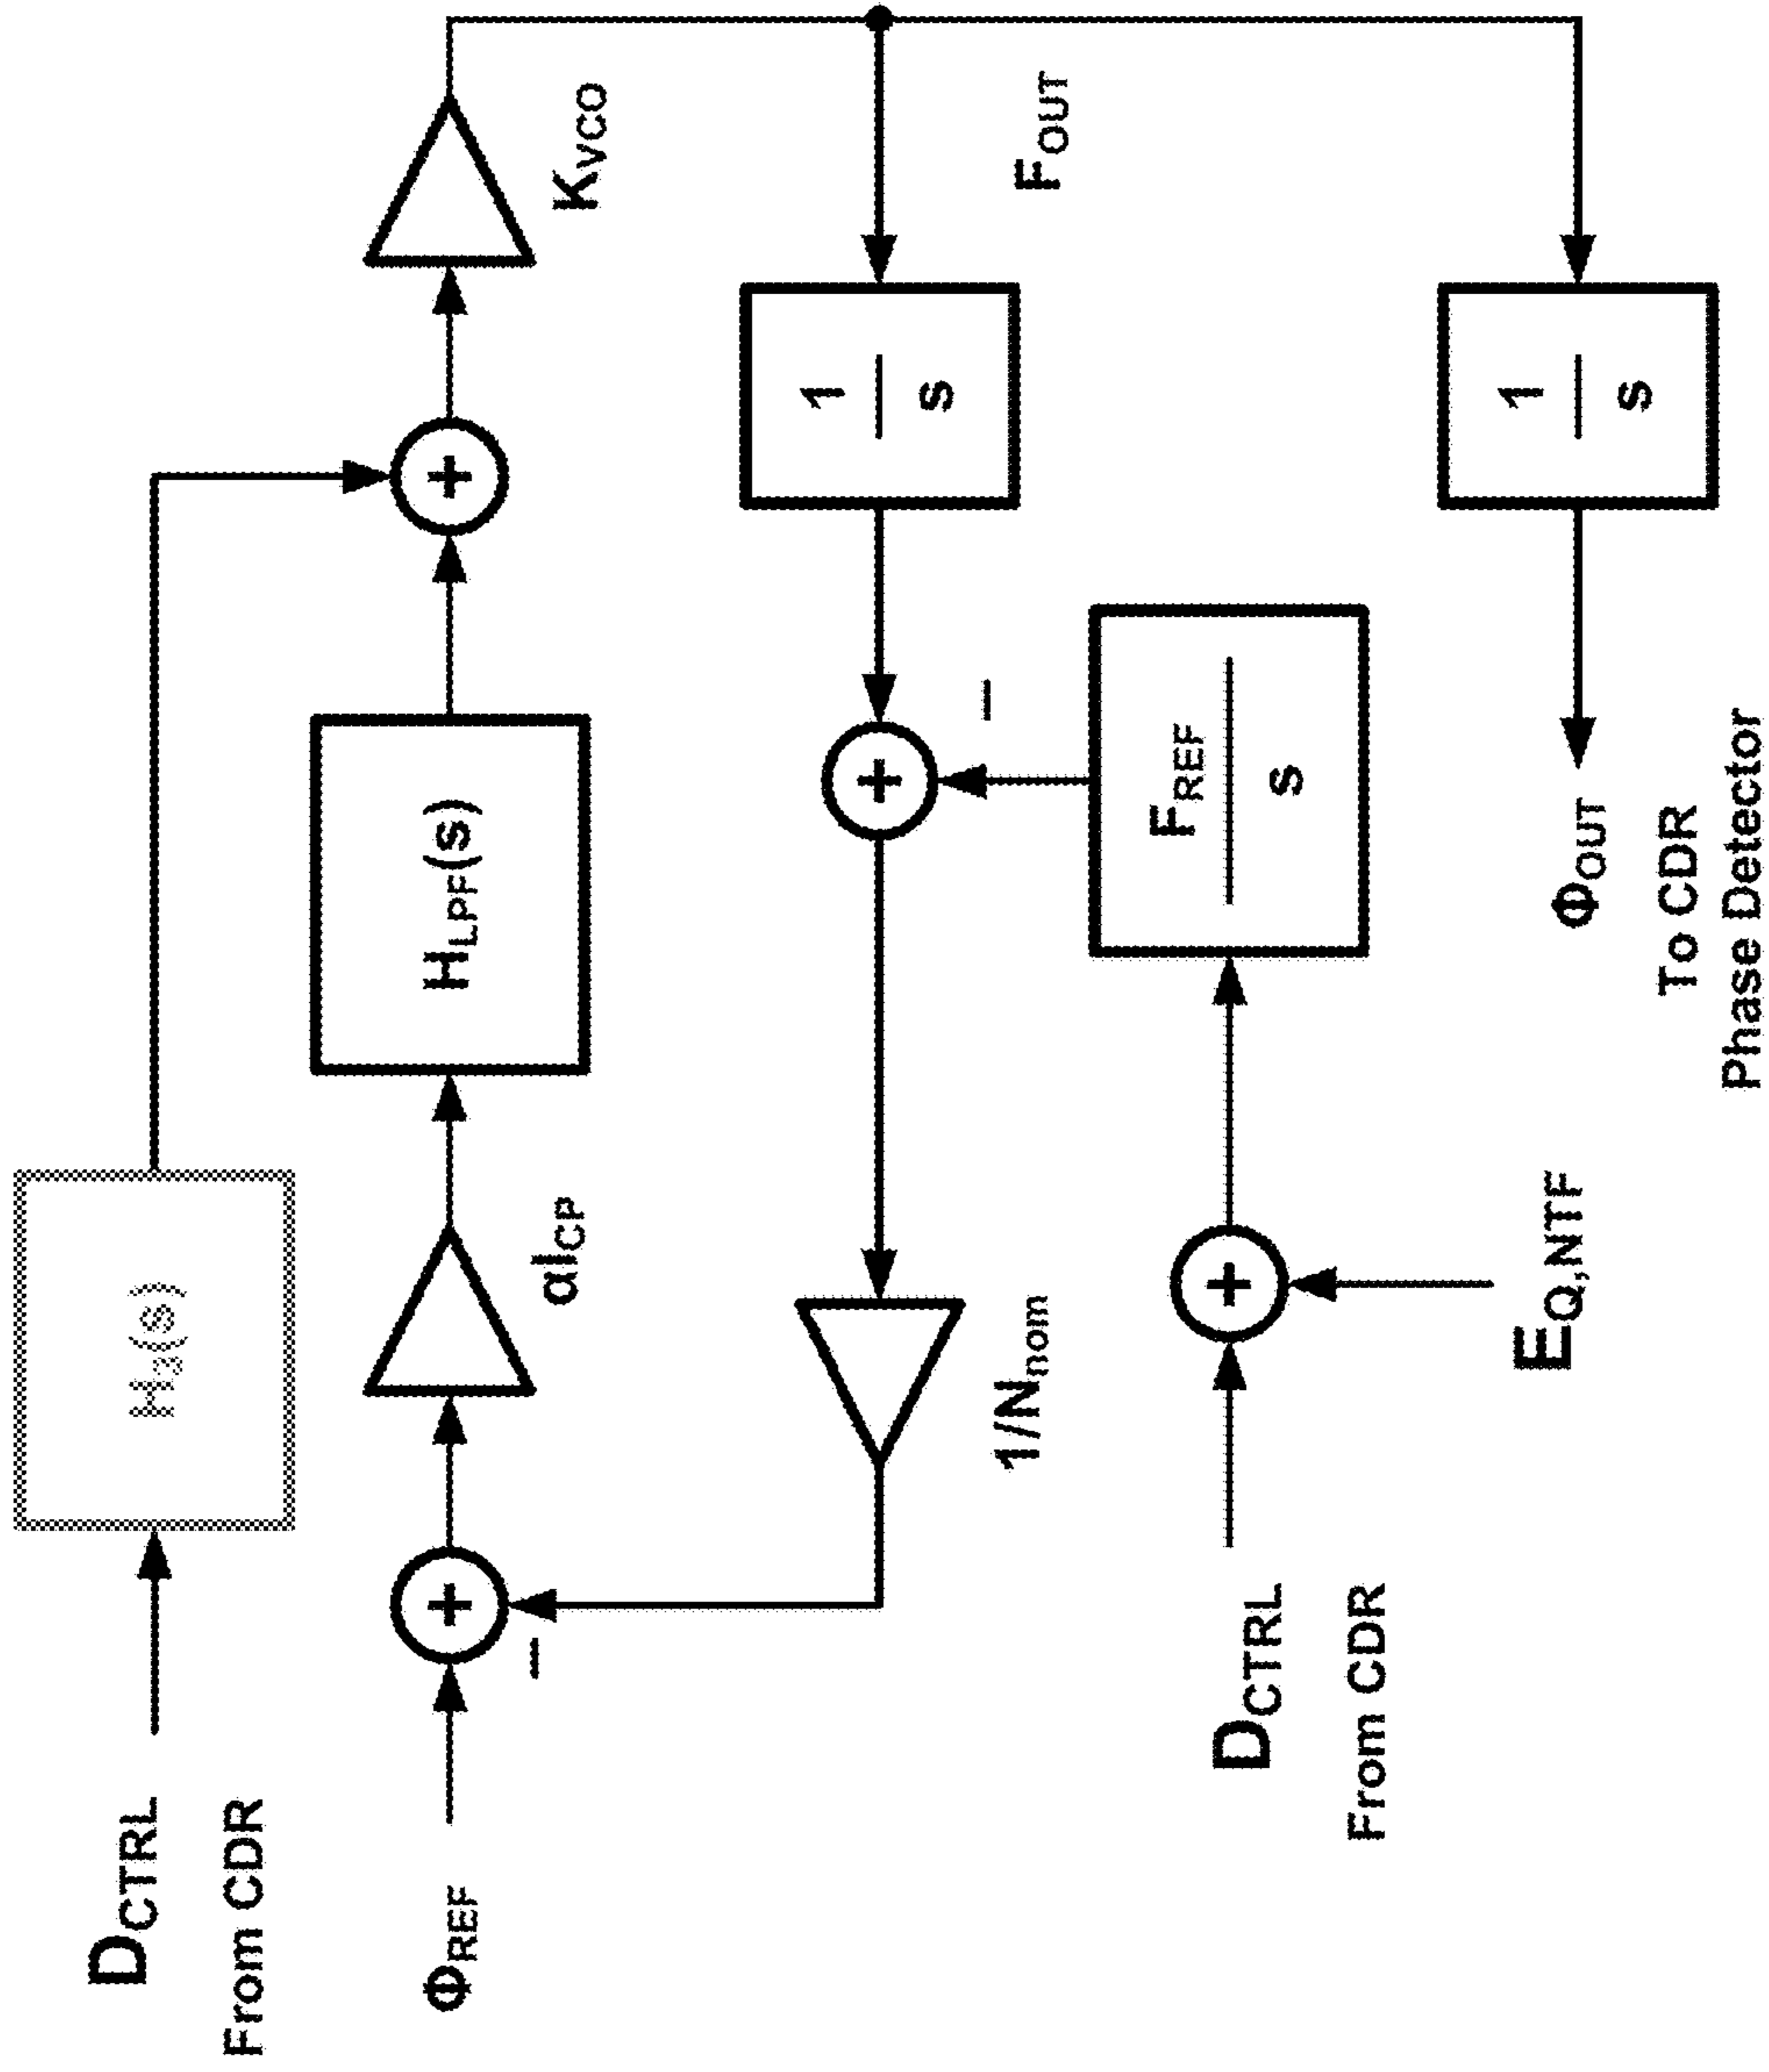 DCTRL
From CDR
H3(s)
ΦREF
+
−
αICP
HLPF(s)
+
KVCO
1/Nnom
+
−
1
s
FOUT
DCTRL
From CDR
+
EQ,NTF
FREF
s
1
s
ΦOUT
To CDR
Phase Detector